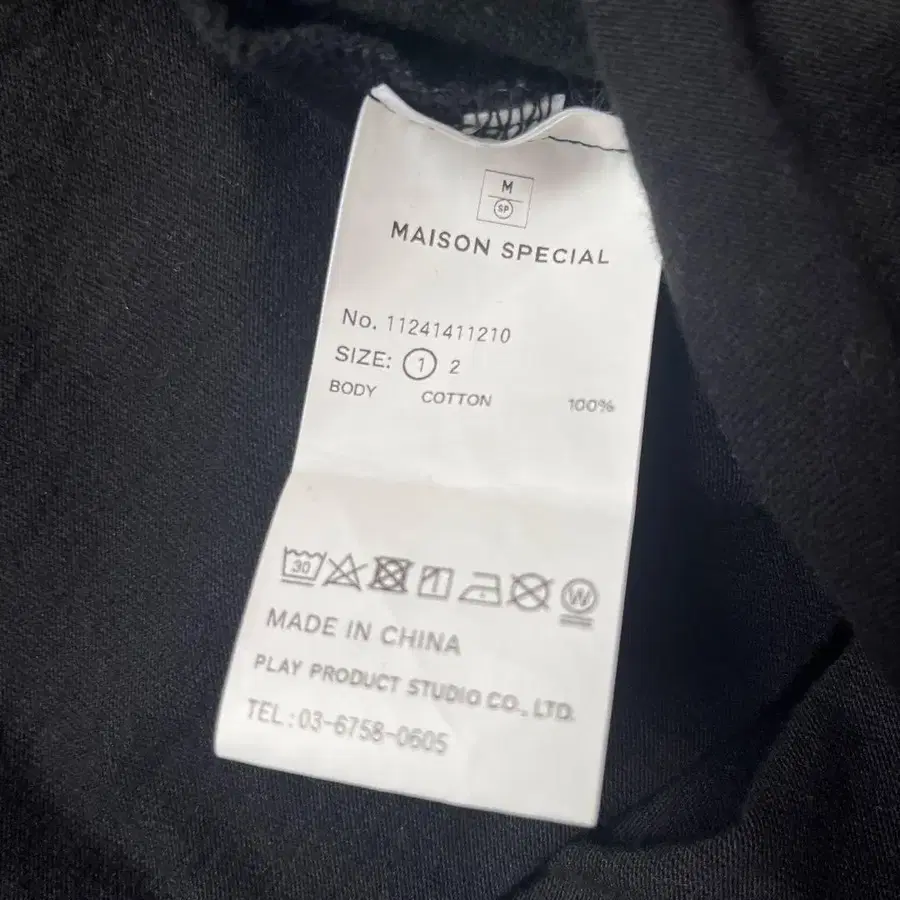 M
SP
MAISON SPECIAL
No. 11241411210
SIZE: 1 2
BODY COTTON 100%
30 W
MADE IN CHINA
PLAY PRODUCT STUDIO CO., LTD.
TEL:03-6758-0605